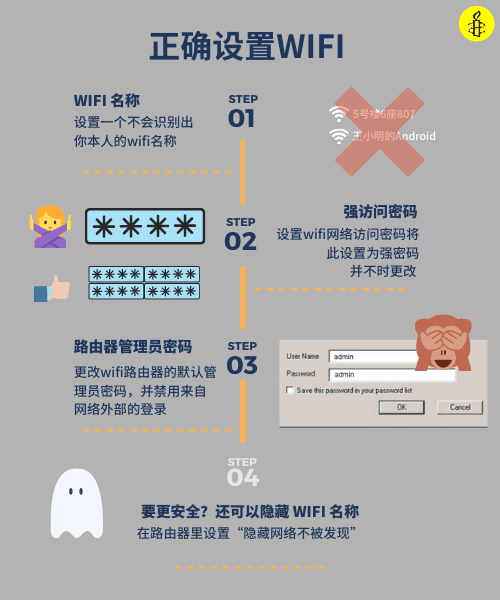 正确设置WIFI
WIFI 名称
设置一个不会识别出
你本人的wifi名称
STEP
01
5号楼6座807
王小明的Android
STEP
02
强访问密码
设置wifi网络访问密码将
此设置为强密码
并不时更改
****
**** ****
**** ****
路由器管理员密码
更改wifi路由器的默认管
理员密码，并禁用来自
网络外部的登录
STEP
03
User Name admin
Password admin
Save this password in your password list
OK Cancel
STEP
04
要更安全？还可以隐藏 WIFI 名称
在路由器里设置“隐藏网络不被发现”